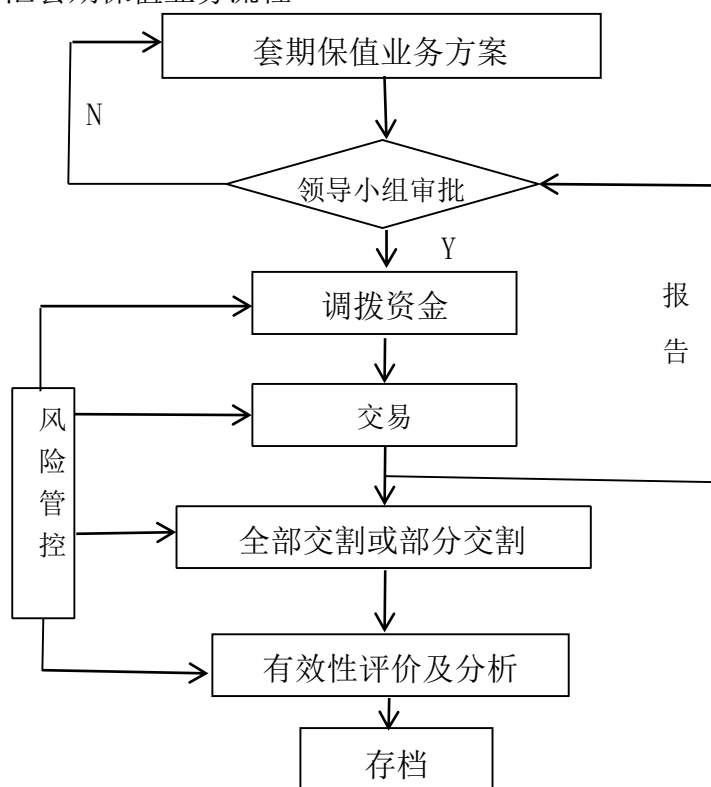 套期保值业务方案
N
领导小组审批
Y
调拨资金
报
告
交易
风
险
管
控
全部交割或部分交割
有效性评价及分析
存档